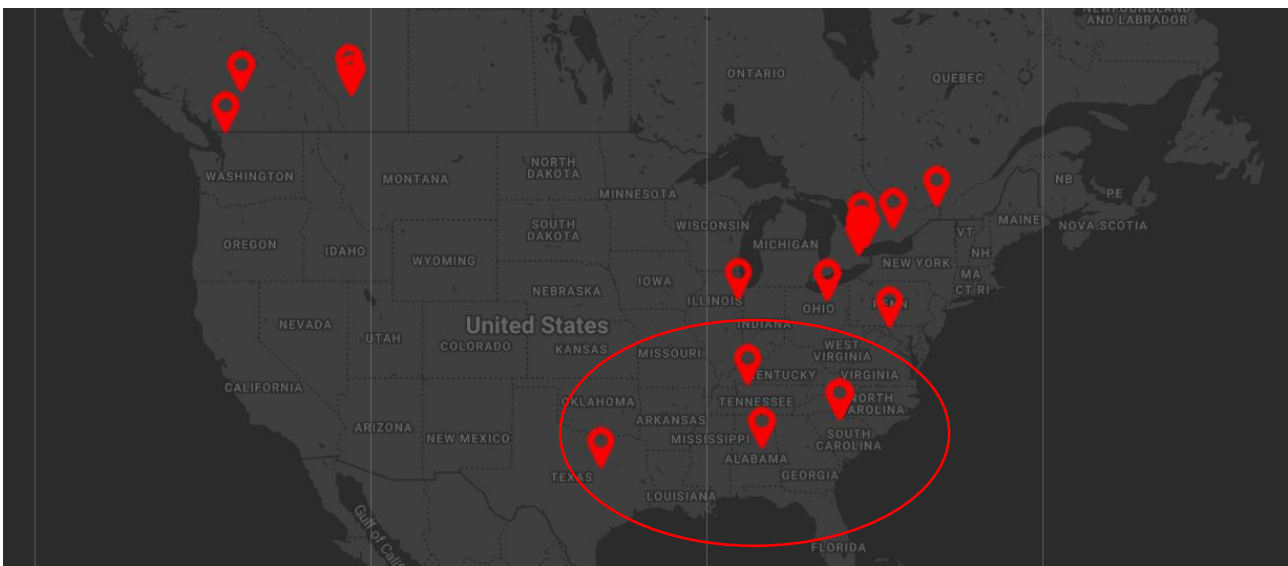 NEWFOUNDLAND
AND LABRADOR
ONTARIO
QUEBEC
WASHINGTON
MONTANA
NORTH
DAKOTA
MINNESOTA
NB
PE
NOVA SCOTIA
MAINE
VT
NH
MA
CT RI
OREGON
IDAHO
WYOMING
SOUTH
DAKOTA
WISCONSIN
MICHIGAN
NEW YORK
IOWA
NEBRASKA
ILLINOIS
INDIANA
OHIO
PENN
NEVADA
UTAH
COLORADO
United States
KANSAS
MISSOURI
WEST
VIRGINIA
KENTUCKY
VIRGINIA
CALIFORNIA
ARIZONA
NEW MEXICO
OKLAHOMA
ARKANSAS
TENNESSEE
NORTH
CAROLINA
MISSISSIPPI
SOUTH
CAROLINA
TEXAS
ALABAMA
GEORGIA
LOUISIANA
FLORIDA
Gulf of Cali